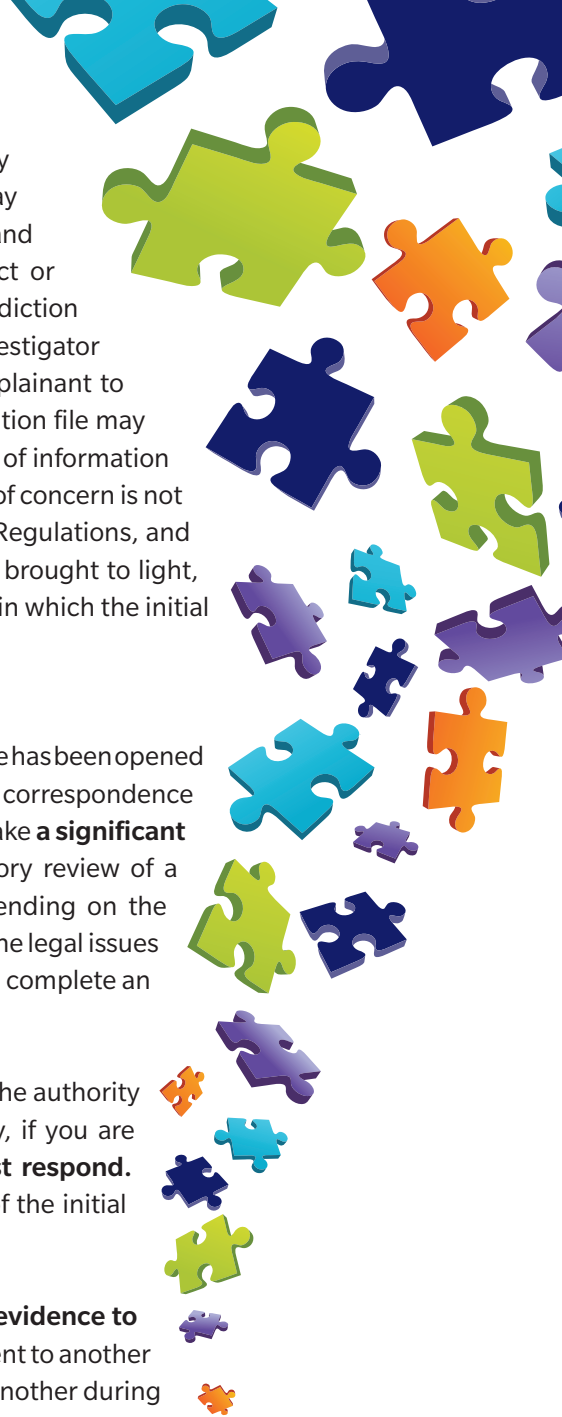 y
ay
and
ct or
diction
estigator
plainant to
tion file may
of information
of concern is not
Regulations, and
brought to light,
in which the initial
e has been opened
correspondence
ake a significant
ory review of a
ending on the
he legal issues
complete an
he authority
y, if you are
st respond.
f the initial
evidence to
ent to another
nother during